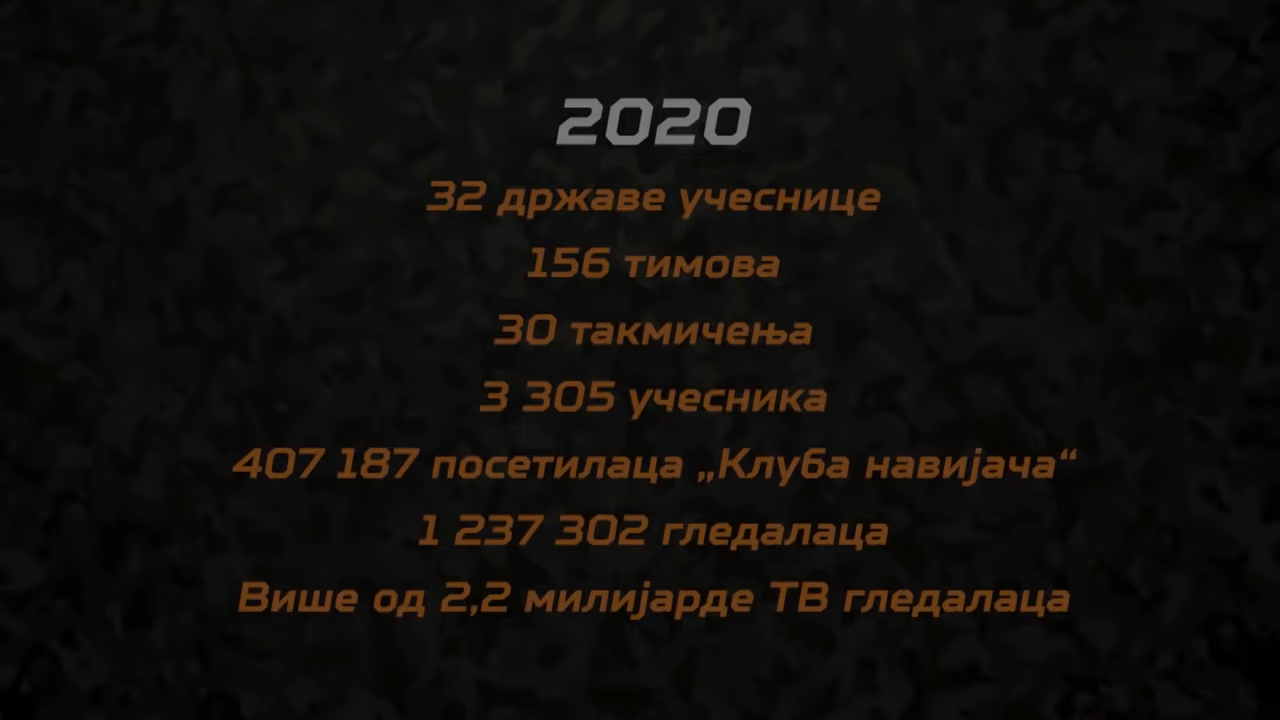 2020
32 државе учеснице
156 тимова
30 такмичења
3 305 учесника
407 187 посетилаца „Клуба навијача“
1 237 302 гледалаца
Више од 2,2 милијарде ТВ гледалаца